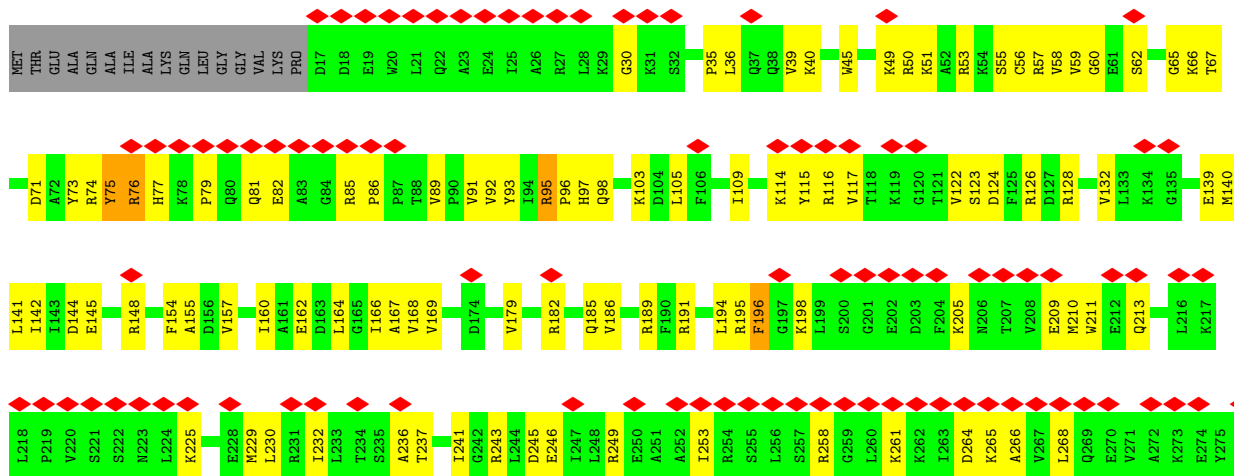 MET THR GLU ALA GLN ALA ILE ALA LYS GLN LEU GLY GLY VAL LYS PRO D17 D18 E19 W20 L21 Q22 A23 E24 I25 A26 R27 L28 K29 G30 K31 S32 P35 L36 Q37 Q38 V39 K40 W45 K49 R50 K51 A52 R53 K54 S55 C56 R57 V58 V59 G60 E61 S62 G65 K66 T67
D71 A72 Y73 R74 Y75 R76 H77 K78 P79 Q80 Q81 E82 A83 G84 R85 P86 P87 T88 V89 P90 V91 V92 Y93 I94 R95 P96 H97 Q98 K103 D104 L105 F106 I109 K114 Y115 R116 V117 T118 K119 G120 T121 V122 S123 D124 F125 R126 D127 R128 V132 L133 K134 G135 E139 M140
L141 I142 I143 D144 E145 R148 F154 A155 D156 V157 I160 A161 E162 D163 L164 G165 I166 A167 V168 V169 D174 V179 R182 Q185 V186 R189 F190 R191 L194 R195 F196 G197 K198 L199 S200 G201 E202 D203 F204 K205 N206 T207 V208 E209 M210 W211 E212 Q213 L216 K217
L218 P219 V220 S221 S222 N223 L224 K225 E228 M229 L230 R231 I232 L233 T234 S235 A236 T237 I241 G242 R243 L244 D245 E246 I247 L248 R249 E250 A251 A252 I253 R254 S255 L256 S257 R258 G259 L260 K261 K262 I263 D264 K265 A266 V267 L268 Q269 E270 V271 A272 K273 E274 Y275